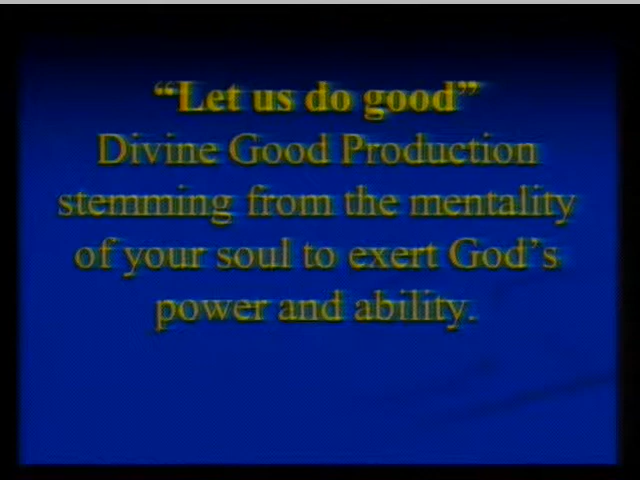 “Let us do good”
Divine Good Production
stemming from the mentality
of your soul to exert God’s
power and ability.